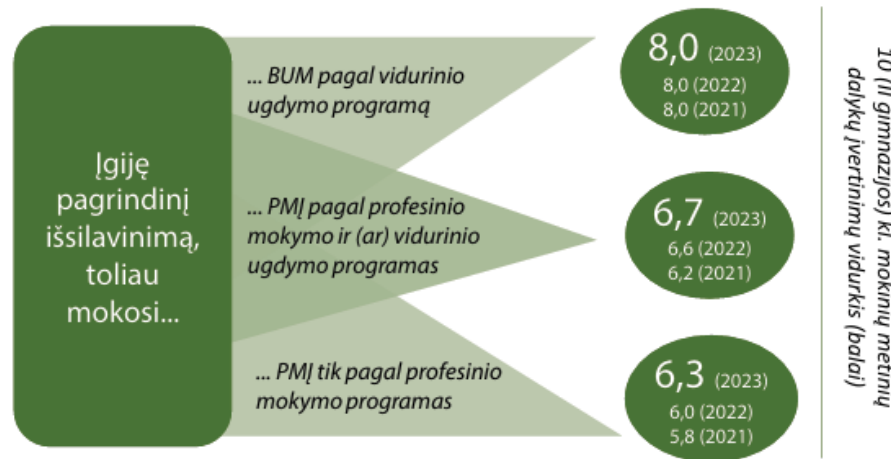 Įgiję
pagrindinį
išsilavinimą,
toliau
mokosi...
... BUM pagal vidurinio
ugdymo programą
8,0 (2023)
8,0 (2022)
8,0 (2021)
... PMĮ pagal profesinio
mokymo ir (ar) vidurinio
ugdymo programas
6,7 (2023)
6,6 (2022)
6,2 (2021)
... PMĮ tik pagal profesinio
mokymo programas
6,3 (2023)
6,0 (2022)
5,8 (2021)
10 (II gimnazijos) kl. mokinių metinių
dalykų įvertinimų vidurkis (balai)